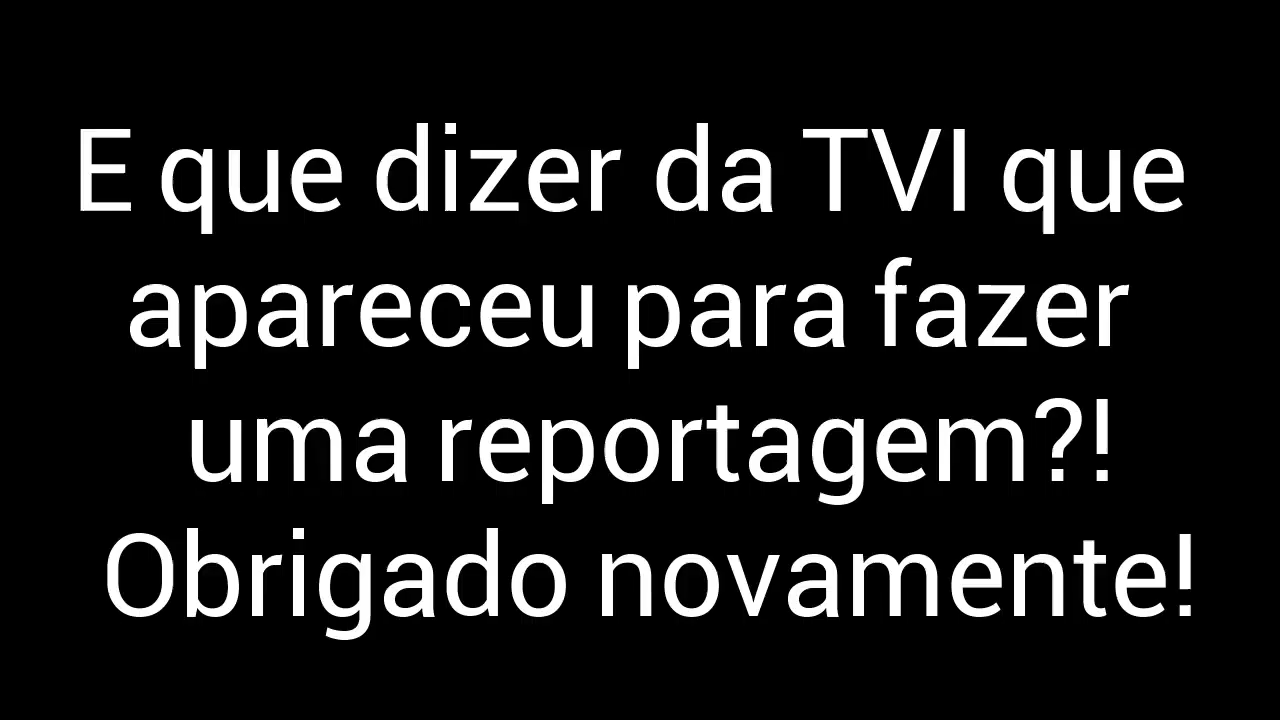 E que dizer da TVI que
apareceu para fazer
uma reportagem?!
Obrigado novamente!